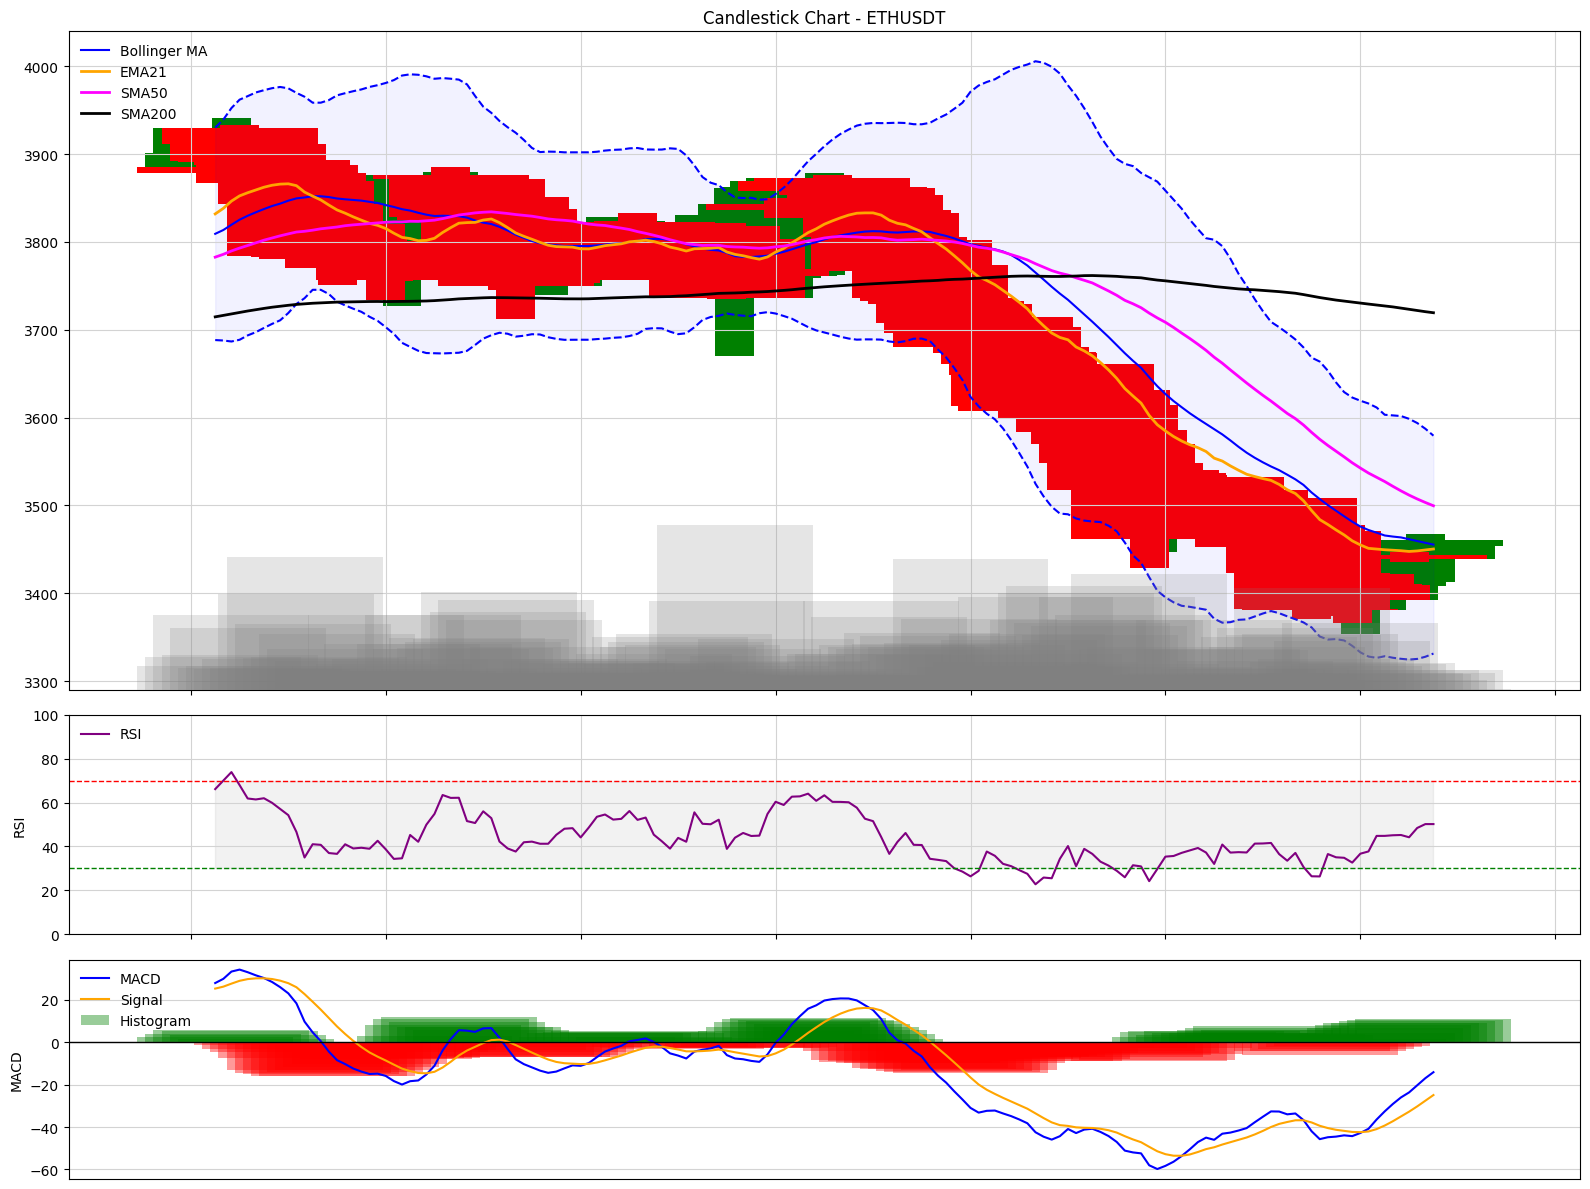 Candlestick Chart - ETHUSDT
Bollinger MA
EMA21
SMA50
SMA200
4000
3900
3800
3700
3600
3500
3400
3300
RSI
RSI
100
80
60
40
20
0
MACD
Signal
Histogram
MACD
20
0
−20
−40
−60